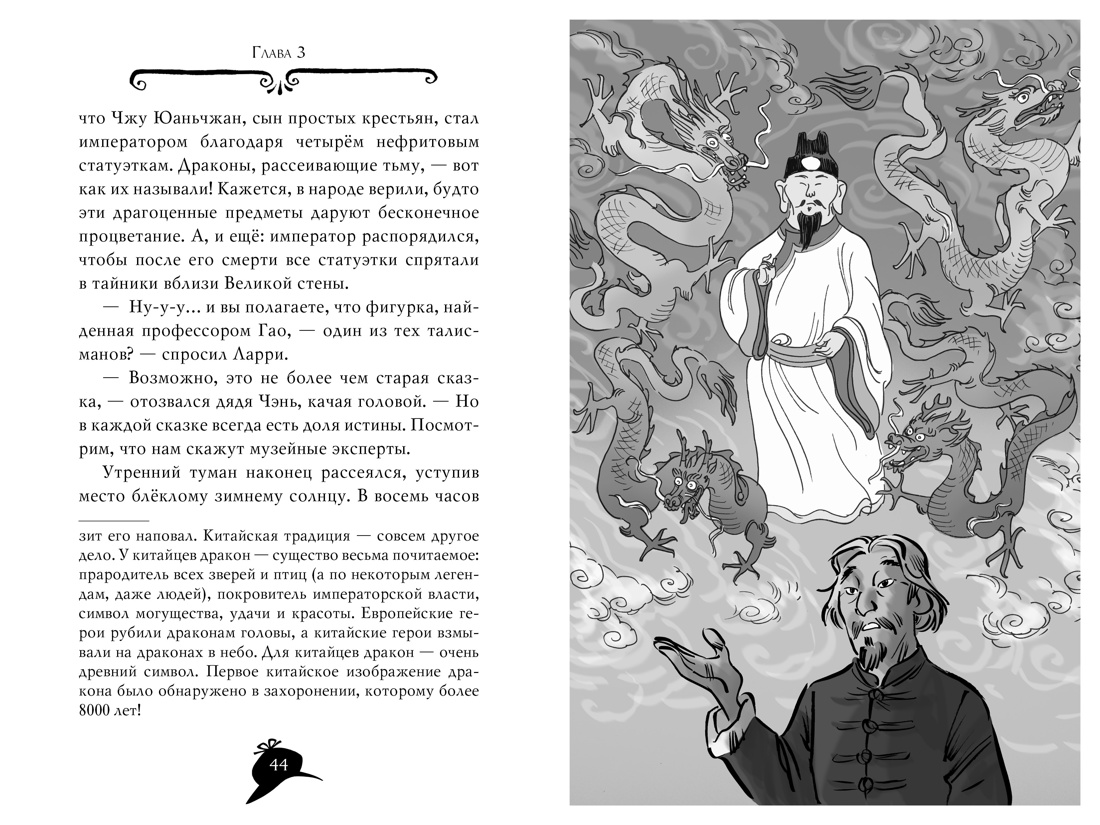 Глава 3
что Чжу Юаньчжан, сын простых крестьян, стал
императором благодаря четырём нефритовым
статуэткам. Драконы, рассеивающие тьму, — вот
как их называли! Кажется, в народе верили, будто
эти драгоценные предметы даруют бесконечное
процветание. А, и ещё: император распорядился,
чтобы после его смерти все статуэтки спрятали
в тайники вблизи Великой стены.
— Ну-у-у... и вы полагаете, что фигурка, най-
денная профессором Гао, — один из тех талис-
манов? — спросил Ларри.
— Возможно, это не более чем старая сказ-
ка, — отозвался дядя Чэнь, качая головой. — Но
в каждой сказке всегда есть доля истины. Посмот-
рим, что нам скажут музейные эксперты.
Утренний туман наконец рассеялся, уступив
место блёклому зимнему солнцу. В восемь часов
зит его наповал. Китайская традиция — совсем другое
дело. У китайцев дракон — существо весьма почитаемое:
прародитель всех зверей и птиц (а по некоторым леген-
дам, даже людей), покровитель императорской власти,
символ могущества, удачи и красоты. Европейские ге-
рои рубили драконам головы, а китайские герои взмы-
вали на драконах в небо. Для китайцев дракон — очень
древний символ. Первое китайское изображение дра-
кона было обнаружено в захоронении, которому более
8000 лет!
44